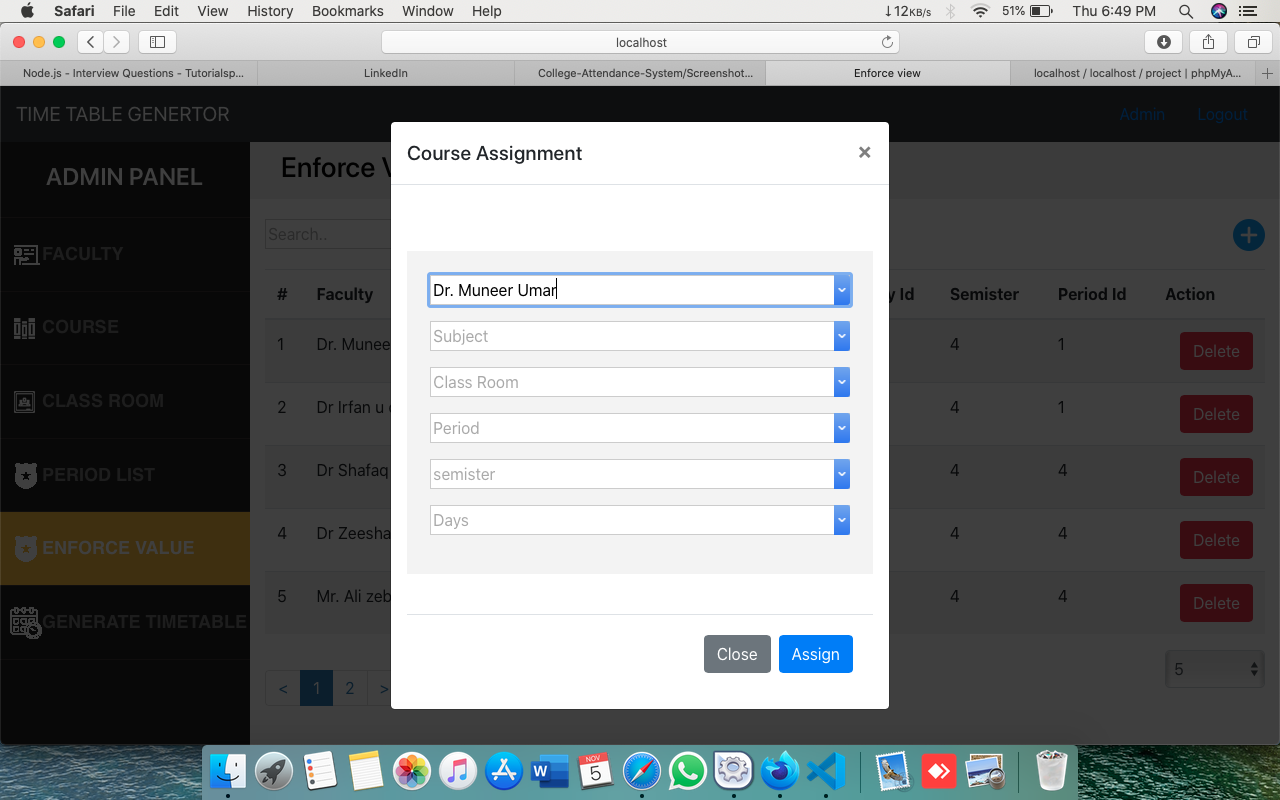 Safari File Edit View History Bookmarks Window Help ↓12KB/s 51% Thu 6:49 PM
localhost
Node.js - Interview Questions - Tutorialsp... LinkedIn College-Attendance-System/Screenshot... Enforce view localhost / localhost / project | phpMyA...
TIME TABLE GENERTOR Admin Logout
Course Assignment ×
ADMIN PANEL Enforce V
Search..
FACULTY
COURSE
CLASS ROOM
PERIOD LIST
ENFORCE VALUE
GENERATE TIMETABLE
# Faculty y Id Semister Period Id Action
1 Dr. Munee 4 1 Delete
2 Dr Irfan u 4 1 Delete
3 Dr Shafaq 4 4 Delete
4 Dr Zeesha 4 4 Delete
5 Mr. Ali zeb 4 4 Delete
Dr. Muneer Umar
Subject
Class Room
Period
semister
Days
Close Assign
< 1 2 > 5
W NOV 5